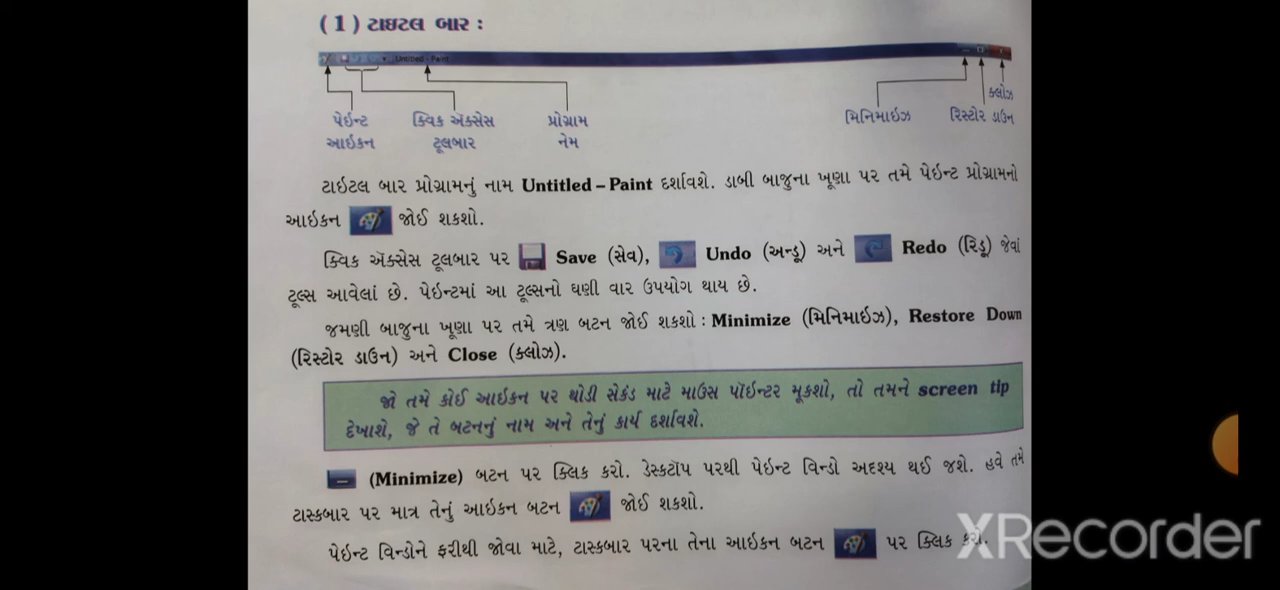 (1) ટાઇટલ બાર :
Untitled - Paint
ક્લોઝ
પેઇન્ટ ક્વિક ઍક્સેસ પ્રોગ્રામ મિનિમાઇઝ રિસ્ટોર ડાઉન
આઇકન ટૂલબાર નેમ
ટાઇટલ બાર પ્રોગ્રામનું નામ Untitled – Paint દર્શાવશે. ડાબી બાજુના ખૂણા પર તમે પેઇન્ટ પ્રોગ્રામનો
આઇકન જોઈ શકશો.
ક્વિક ઍક્સેસ ટૂલબાર પર Save (સેવ), Undo (અન્ડૂ) અને Redo (રિડૂ) જેવાં
ટૂલ્સ આવેલાં છે. પેઇન્ટમાં આ ટૂલ્સનો ઘણી વાર ઉપયોગ થાય છે.
જમણી બાજુના ખૂણા પર તમે ત્રણ બટન જોઈ શકશો : Minimize (મિનિમાઇઝ), Restore Down
(રિસ્ટોર ડાઉન) અને Close (ક્લોઝ).
જો તમે કોઈ આઇકન પર થોડી સેકંડ માટે માઉસ પૉઇન્ટર મૂકશો, તો તમને screen tip
દેખાશે, જે તે બટનનું નામ અને તેનું કાર્ય દર્શાવશે.
(Minimize) બટન પર ક્લિક કરો. ડેસ્કટૉપ પરથી પેઇન્ટ વિન્ડો અદશ્ય થઈ જશે. હવે તમે
ટાસ્કબાર પર માત્ર તેનું આઇકન બટન જોઈ શકશો.
પેઇન્ટ વિન્ડોને ફરીથી જોવા માટે, ટાસ્કબાર પરના તેના આઇકન બટન પર ક્લિક કરો.
XRecorder